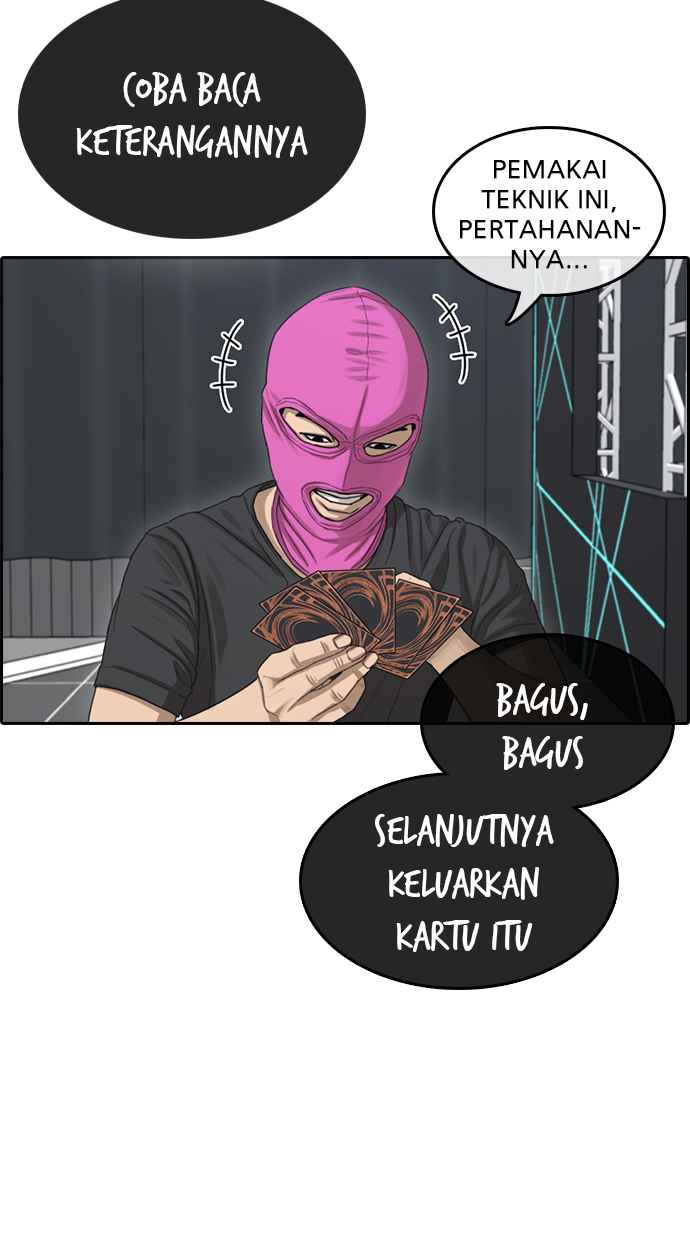 COBA BACA
KETERANGANNYA
PEMAKAI
TEKNIK INI,
PERTAHANAN-
NYA...
BAGUS,
BAGUS
SELANJUTNYA
KELUARKAN
KARTU ITU